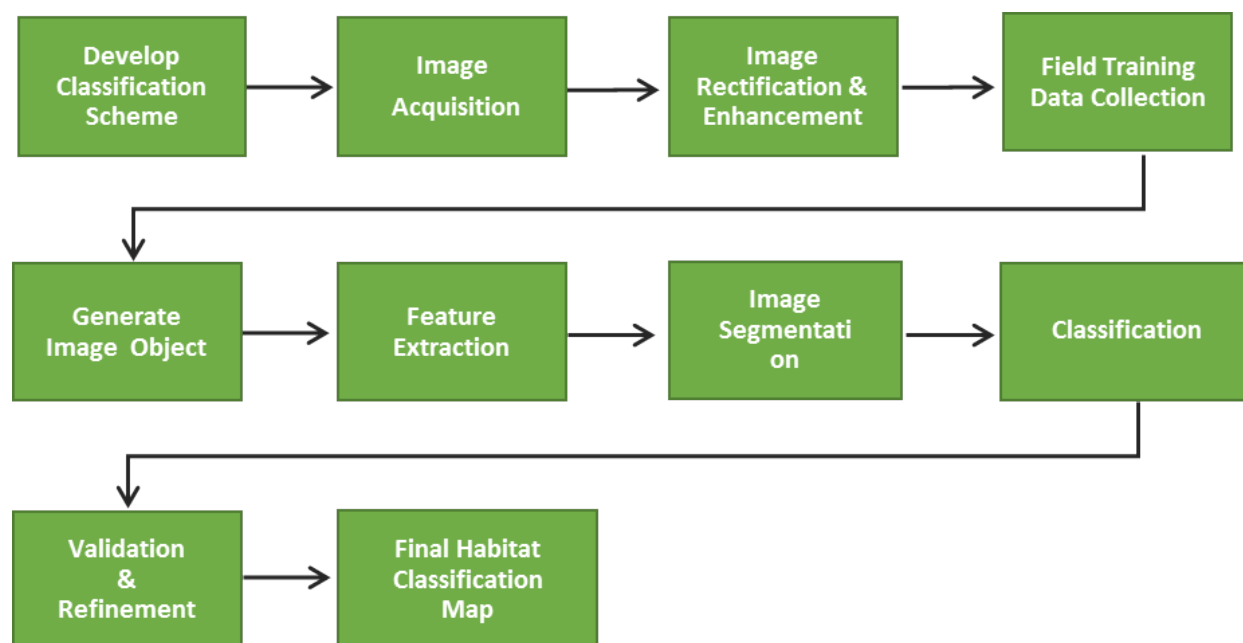 Develop
Classification
Scheme
Image
Acquisition
Image
Rectification &
Enhancement
Field Training
Data Collection
Generate
Image Object
Feature
Extraction
Image
Segmentati
on
Classification
Validation
&
Refinement
Final Habitat
Classification
Map